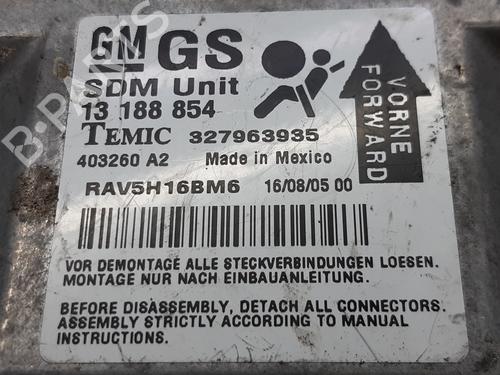 GM GS
SDM Unit
13 188 854
TEMIC 327963935
403260 A2 Made in Mexico
RAV5H16BM6 16/08/05 00
VORNE
FORWARD
VOR DEMONTAGE ALLE STECKVERBINDUNGEN LOESEN.
MONTAGE NUR NACH EINBAUANLEITUNG.
BEFORE DISASSEMBLY, DETACH ALL CONNECTORS.
ASSEMBLY STRICTLY ACCORDING TO MANUAL
INSTRUCTIONS.
B-PARTS